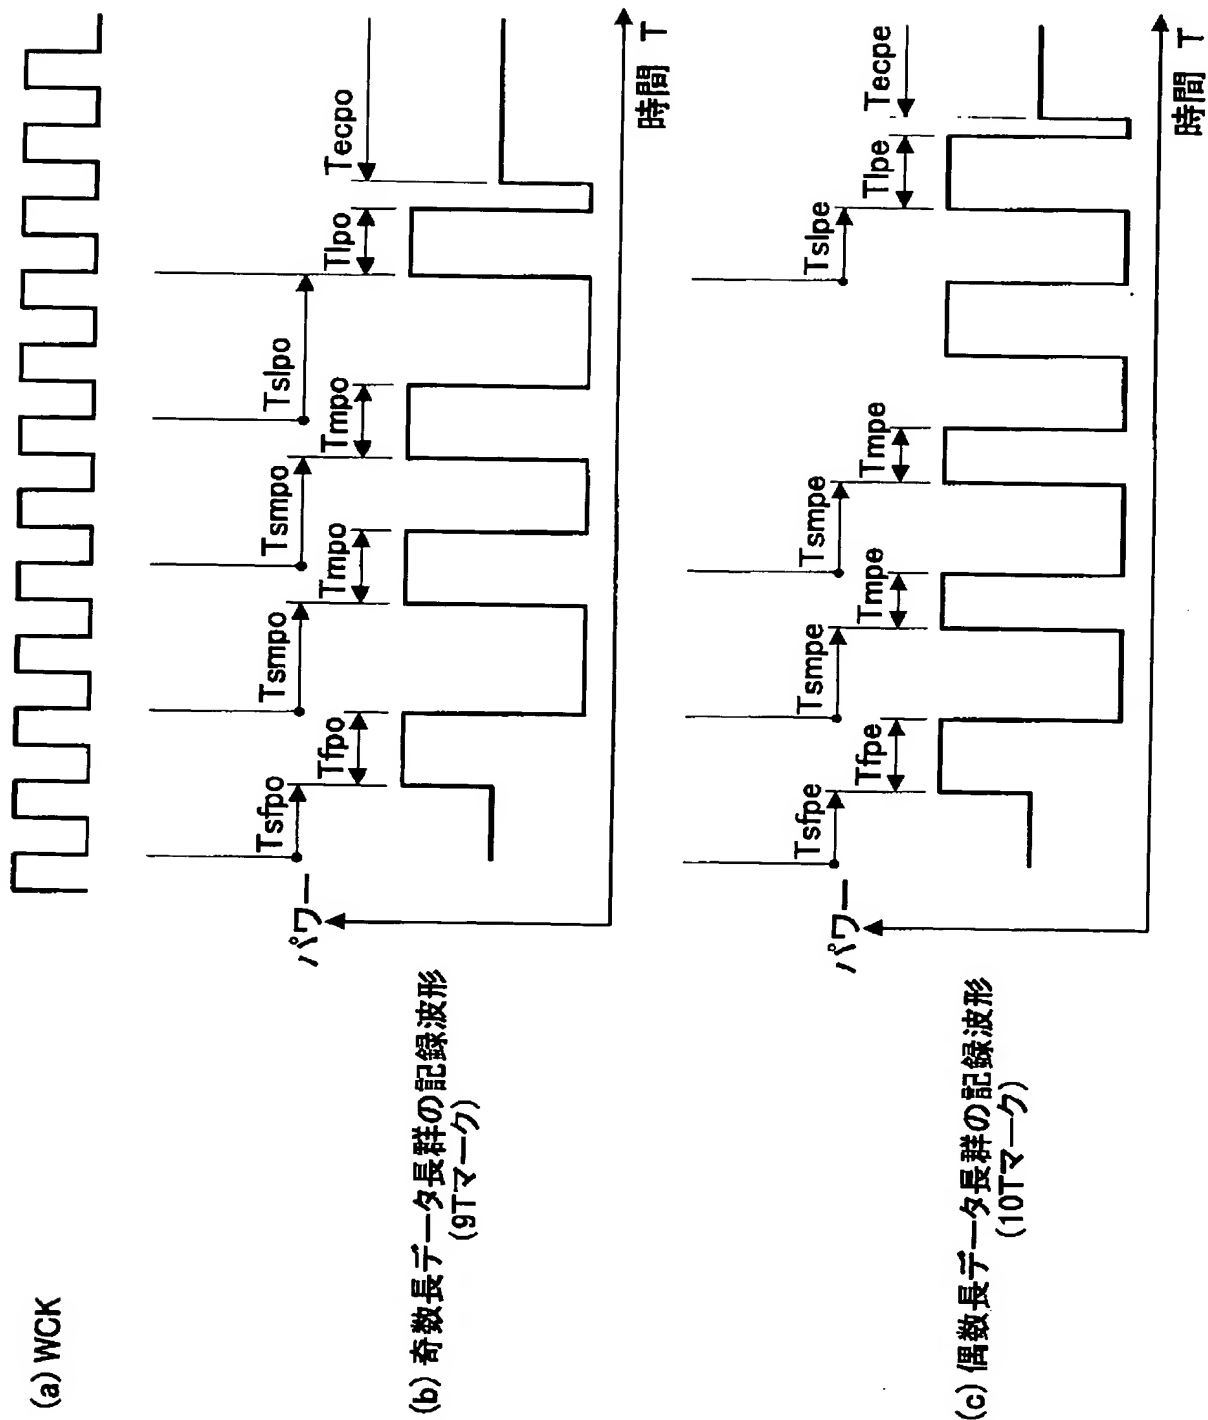 (a) WCK
(b) 奇数長データ長群の記録波形
(9Tマーク)
パワー
Tsfpo
Tfpo
Tsmpo
Tmpo
Tsmpo
Tmpo
Tslpo
Tlpo
Tecpo
時間 T
(c) 偶数長データ長群の記録波形
(10Tマーク)
パワー
Tsfpe
Tfpe
Tsmpe
Tmpe
Tsmpe
Tmpe
Tslpe
Tlpe
Tecpe
時間 T